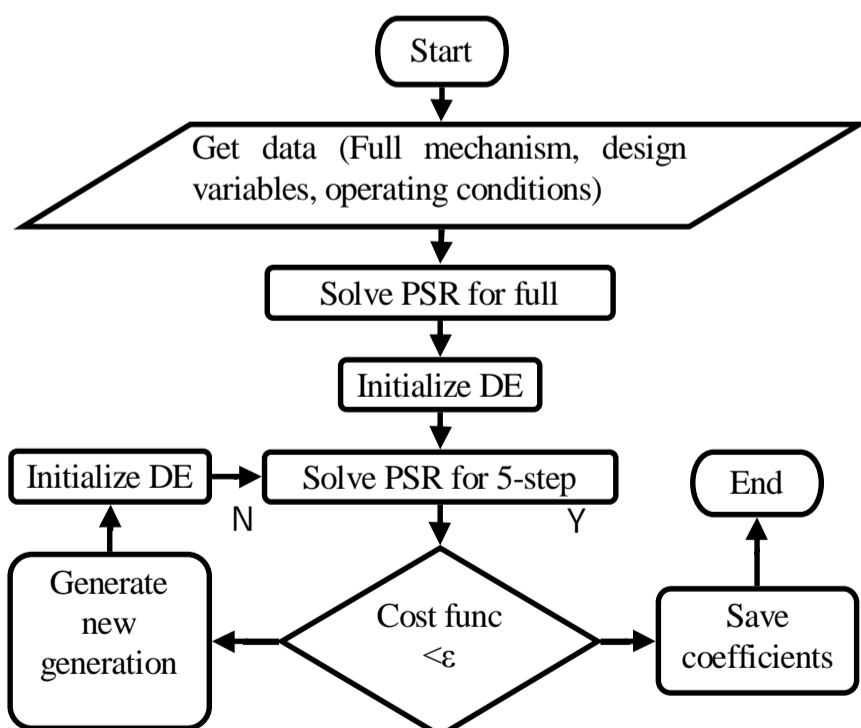 Start
Get data (Full mechanism, design
variables, operating conditions)
Solve PSR for full
Initialize DE
Initialize DE
Solve PSR for 5-step
End
N
Y
Generate
new
generation
Cost func
<ε
Save
coefficients